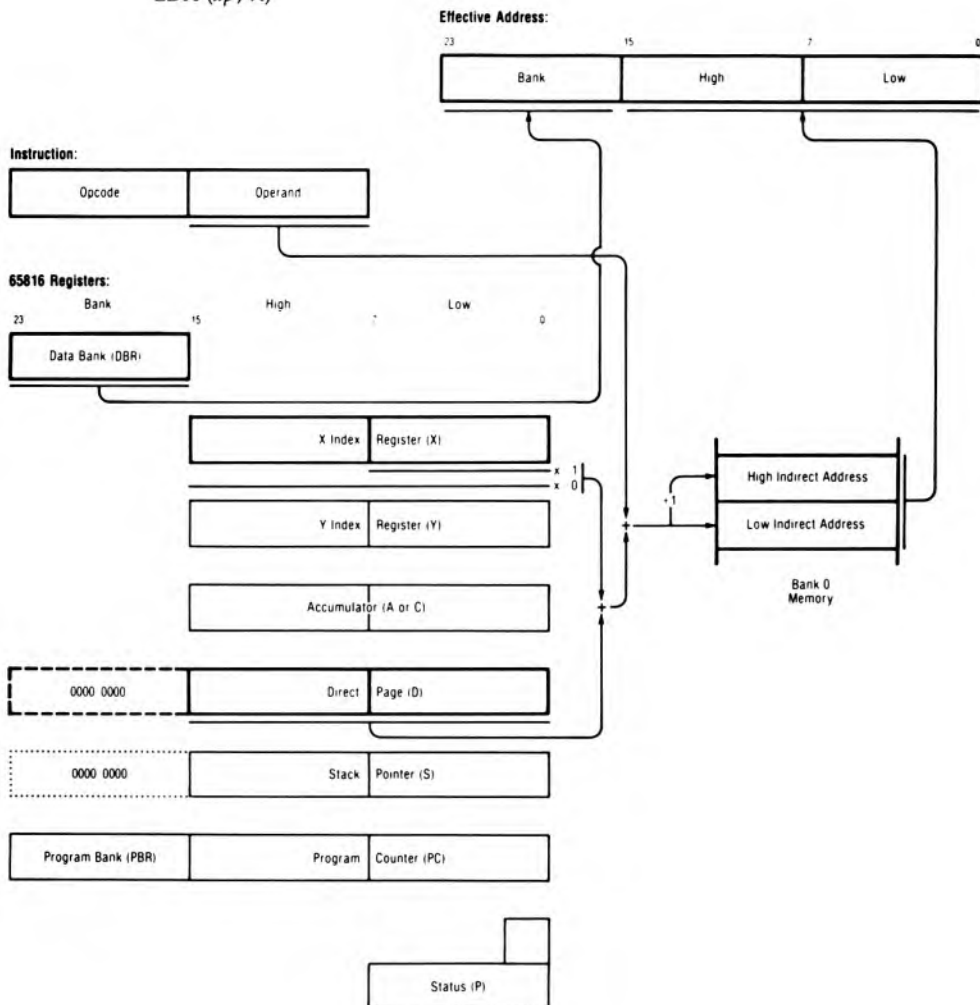 Effective Address:
23 15 7 0
Bank High Low
Instruction:
Opcode Operand
65816 Registers:
Bank High Low
23 15 7 0
Data Bank (DBR)
X Index Register (X)
x 1
x 0
Y Index Register (Y)
+1
High Indirect Address
+ Low Indirect Address
Bank 0
Memory
Accumulator (A or C)
+
0000 0000 Direct Page (D)
0000 0000 Stack Pointer (S)
Program Bank (PBR) Program Counter (PC)
Status (P)